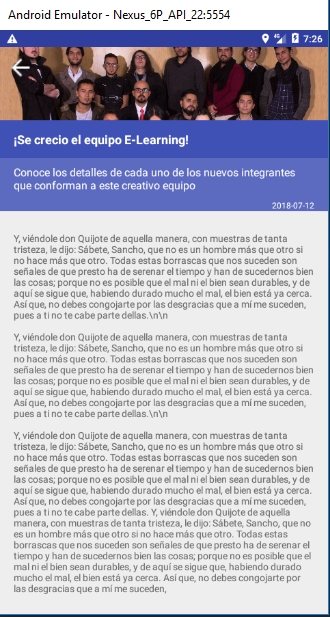 Android Emulator - Nexus_6P_API_22:5554
4G 7:26
¡Se crecio el equipo E-Learning!
Conoce los detalles de cada uno de los nuevos integrantes
que conforman a este creativo equipo
2018-07-12
Y, viéndole don Quijote de aquella manera, con muestras de tanta
tristeza, le dijo: Sábete, Sancho, que no es un hombre más que otro si
no hace más que otro. Todas estas borrascas que nos suceden son
señales de que presto ha de serenar el tiempo y han de sucedernos bien
las cosas; porque no es posible que el mal ni el bien sean durables, y de
aquí se sigue que, habiendo durado mucho el mal, el bien está ya cerca.
Así que, no debes congojarte por las desgracias que a mí me suceden,
pues a ti no te cabe parte dellas.\n\n
Y, viéndole don Quijote de aquella manera, con muestras de tanta
tristeza, le dijo: Sábete, Sancho, que no es un hombre más que otro si
no hace más que otro. Todas estas borrascas que nos suceden son
señales de que presto ha de serenar el tiempo y han de sucedernos bien
las cosas; porque no es posible que el mal ni el bien sean durables, y de
aquí se sigue que, habiendo durado mucho el mal, el bien está ya cerca.
Así que, no debes congojarte por las desgracias que a mí me suceden,
pues a ti no te cabe parte dellas.\n\n
Y, viéndole don Quijote de aquella manera, con muestras de tanta
tristeza, le dijo: Sábete, Sancho, que no es un hombre más que otro si
no hace más que otro. Todas estas borrascas que nos suceden son
señales de que presto ha de serenar el tiempo y han de sucedernos bien
las cosas; porque no es posible que el mal ni el bien sean durables, y de
aquí se sigue que, habiendo durado mucho el mal, el bien está ya cerca.
Así que, no debes congojarte por las desgracias que a mí me suceden,
pues a ti no te cabe parte dellas. Y, viéndole don Quijote de aquella
manera, con muestras de tanta tristeza, le dijo: Sábete, Sancho, que no
es un hombre más que otro si no hace más que otro. Todas estas
borrascas que nos suceden son señales de que presto ha de serenar el
tiempo y han de sucedernos bien las cosas; porque no es posible que el
mal ni el bien sean durables, y de aquí se sigue que, habiendo durado
mucho el mal, el bien está ya cerca. Así que, no debes congojarte por
las desgracias que a mí me suceden,